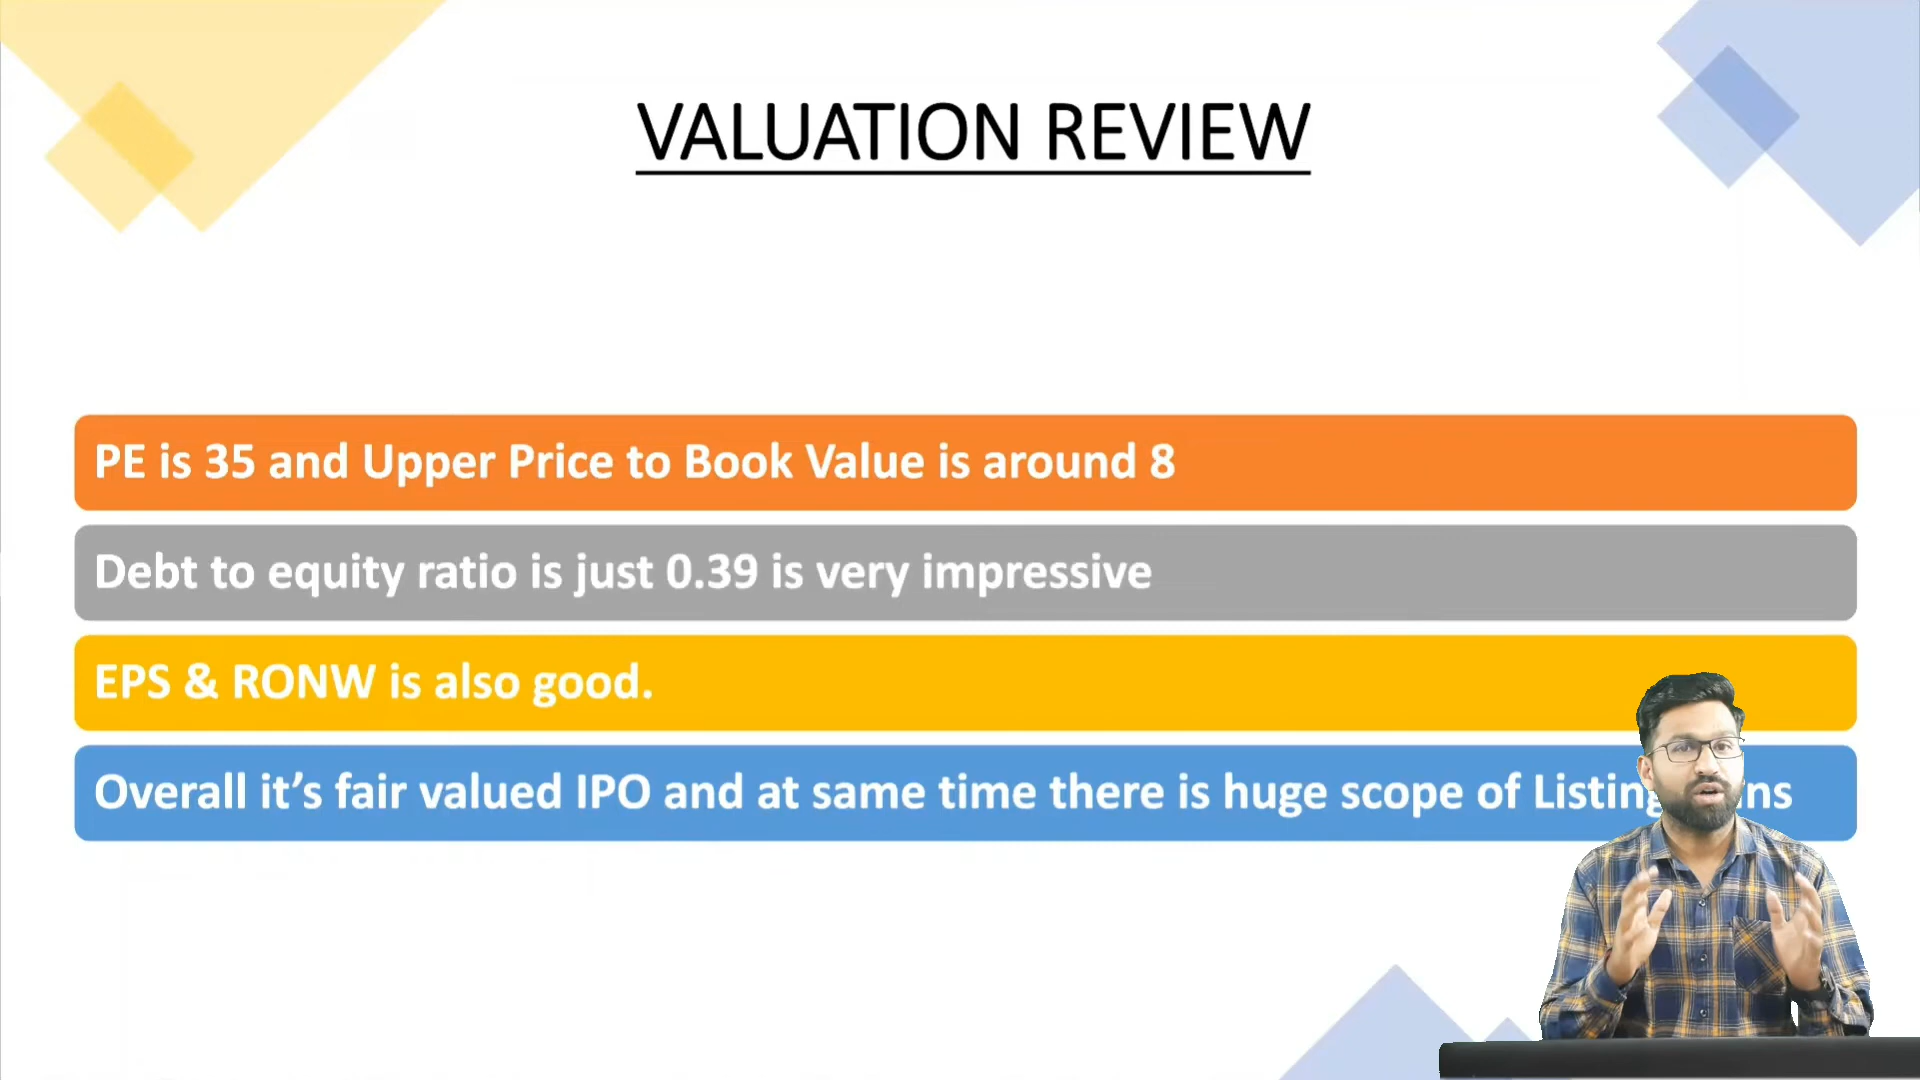 VALUATION REVIEW
PE is 35 and Upper Price to Book Value is around 8
Debt to equity ratio is just 0.39 is very impressive
EPS & RONW is also good.
Overall it’s fair valued IPO and at same time there is huge scope of Listing